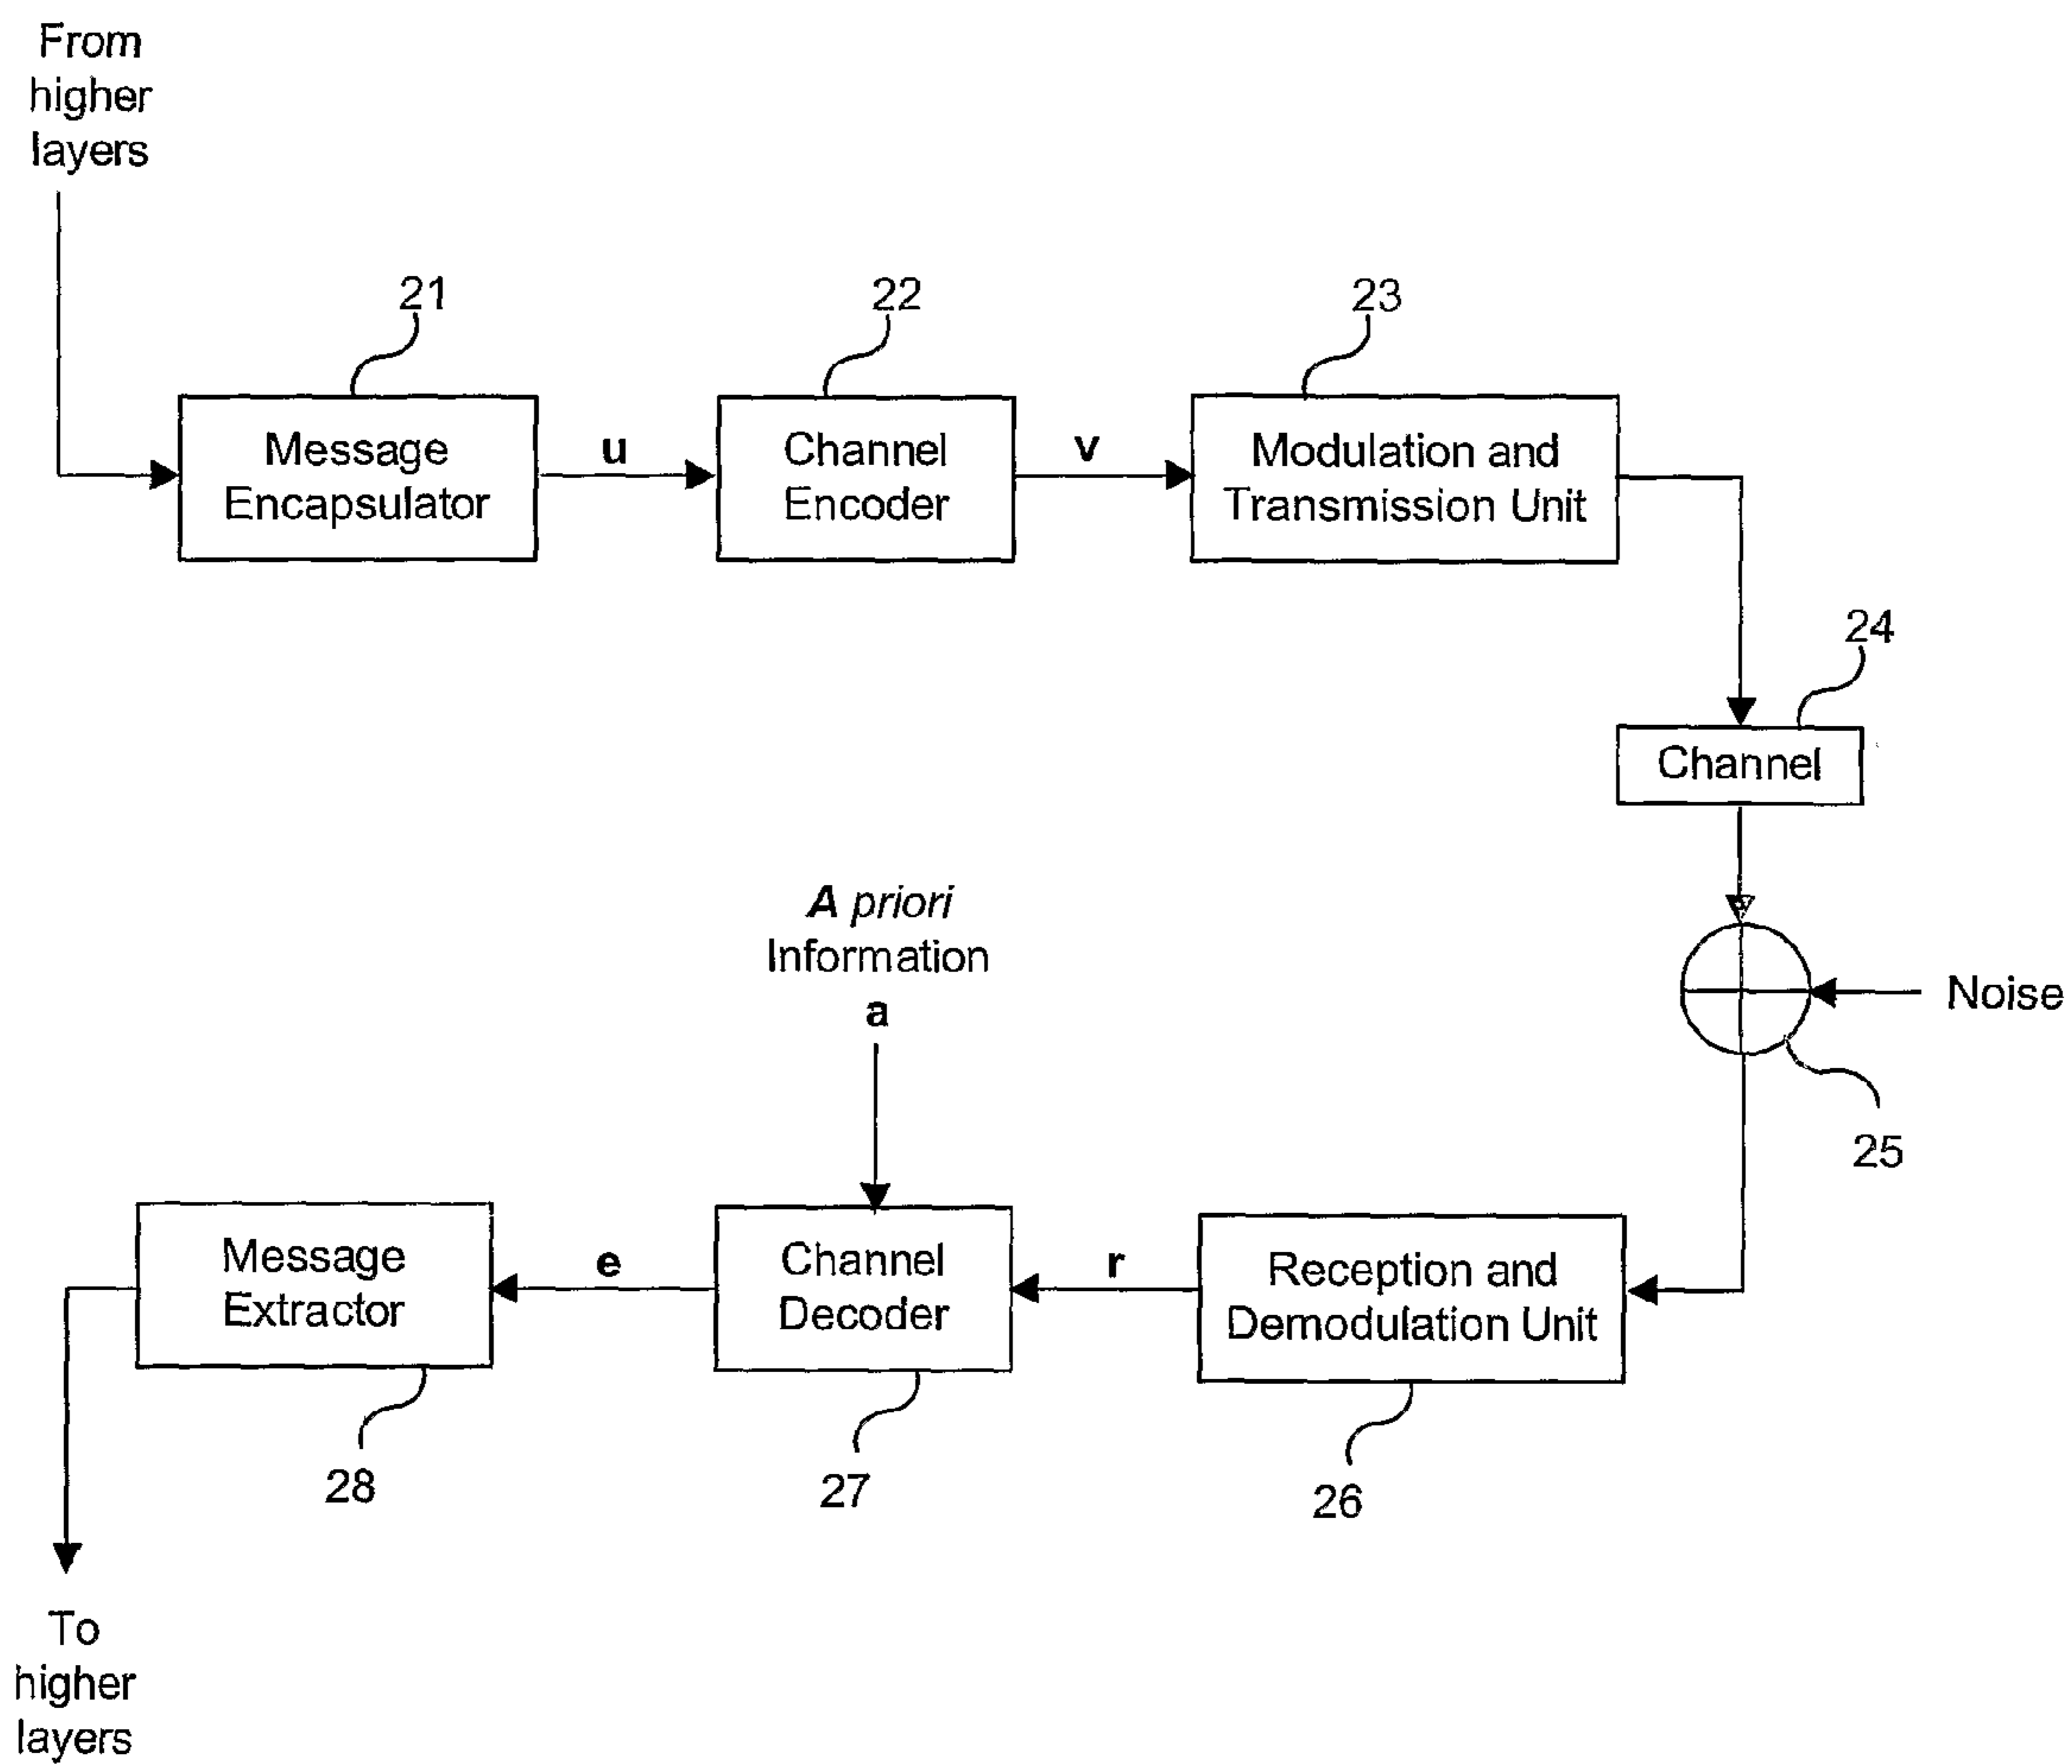 From
higher
layers
21
22
23
Message
Encapsulator
u
Channel
Encoder
v
Modulation and
Transmission Unit
24
Channel
A priori
Information
a
Noise
25
Message
Extractor
e
Channel
Decoder
r
Reception and
Demodulation Unit
28
27
26
To
higher
layers